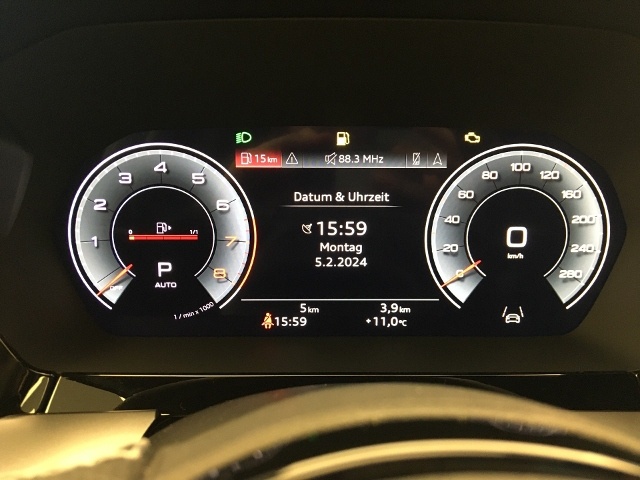 15 km
88.3 MHz
Datum & Uhrzeit
15:59
Montag
5.2.2024
5 km
3,9 km
15:59
+11,0 °C
OFF
1
2
3
4
5
6
7
8
0
1/1
P
AUTO
1 / min x 1000
0
20
40
60
80
100
120
160
200
240
280
0
km/h